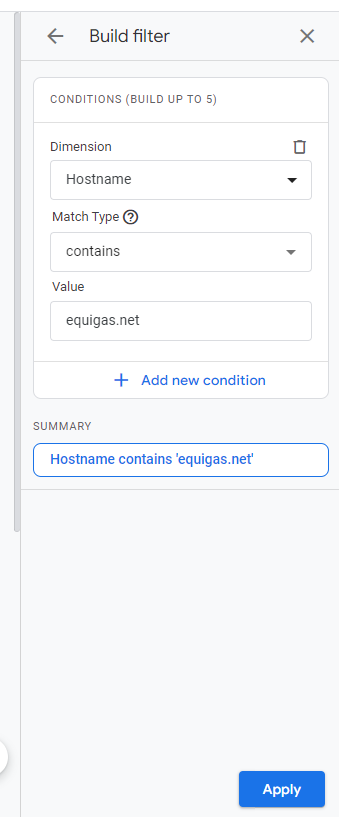 Build filter
CONDITIONS (BUILD UP TO 5)
Dimension
Hostname
Match Type
contains
Value
equigas.net
Add new condition
SUMMARY
Hostname contains 'equigas.net'
Apply